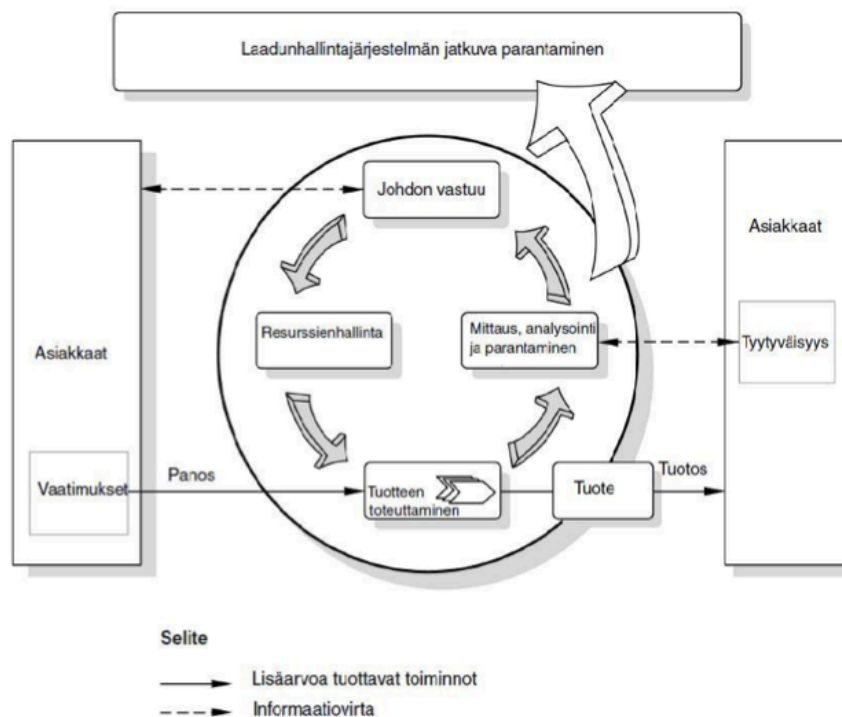 Laadunhallintajärjestelmän jatkuva parantaminen
Johdon vastuu
Asiakkaat
Resurssienhallinta
Mittaus, analysointi
ja parantaminen
Tyytyväisyys
Asiakkaat
Vaatimukset
Panos
Tuotteen
toteuttaminen
Tuote
Tuotos
Selite
Lisäarvoa tuottavat toiminnot
Informaatiovirta